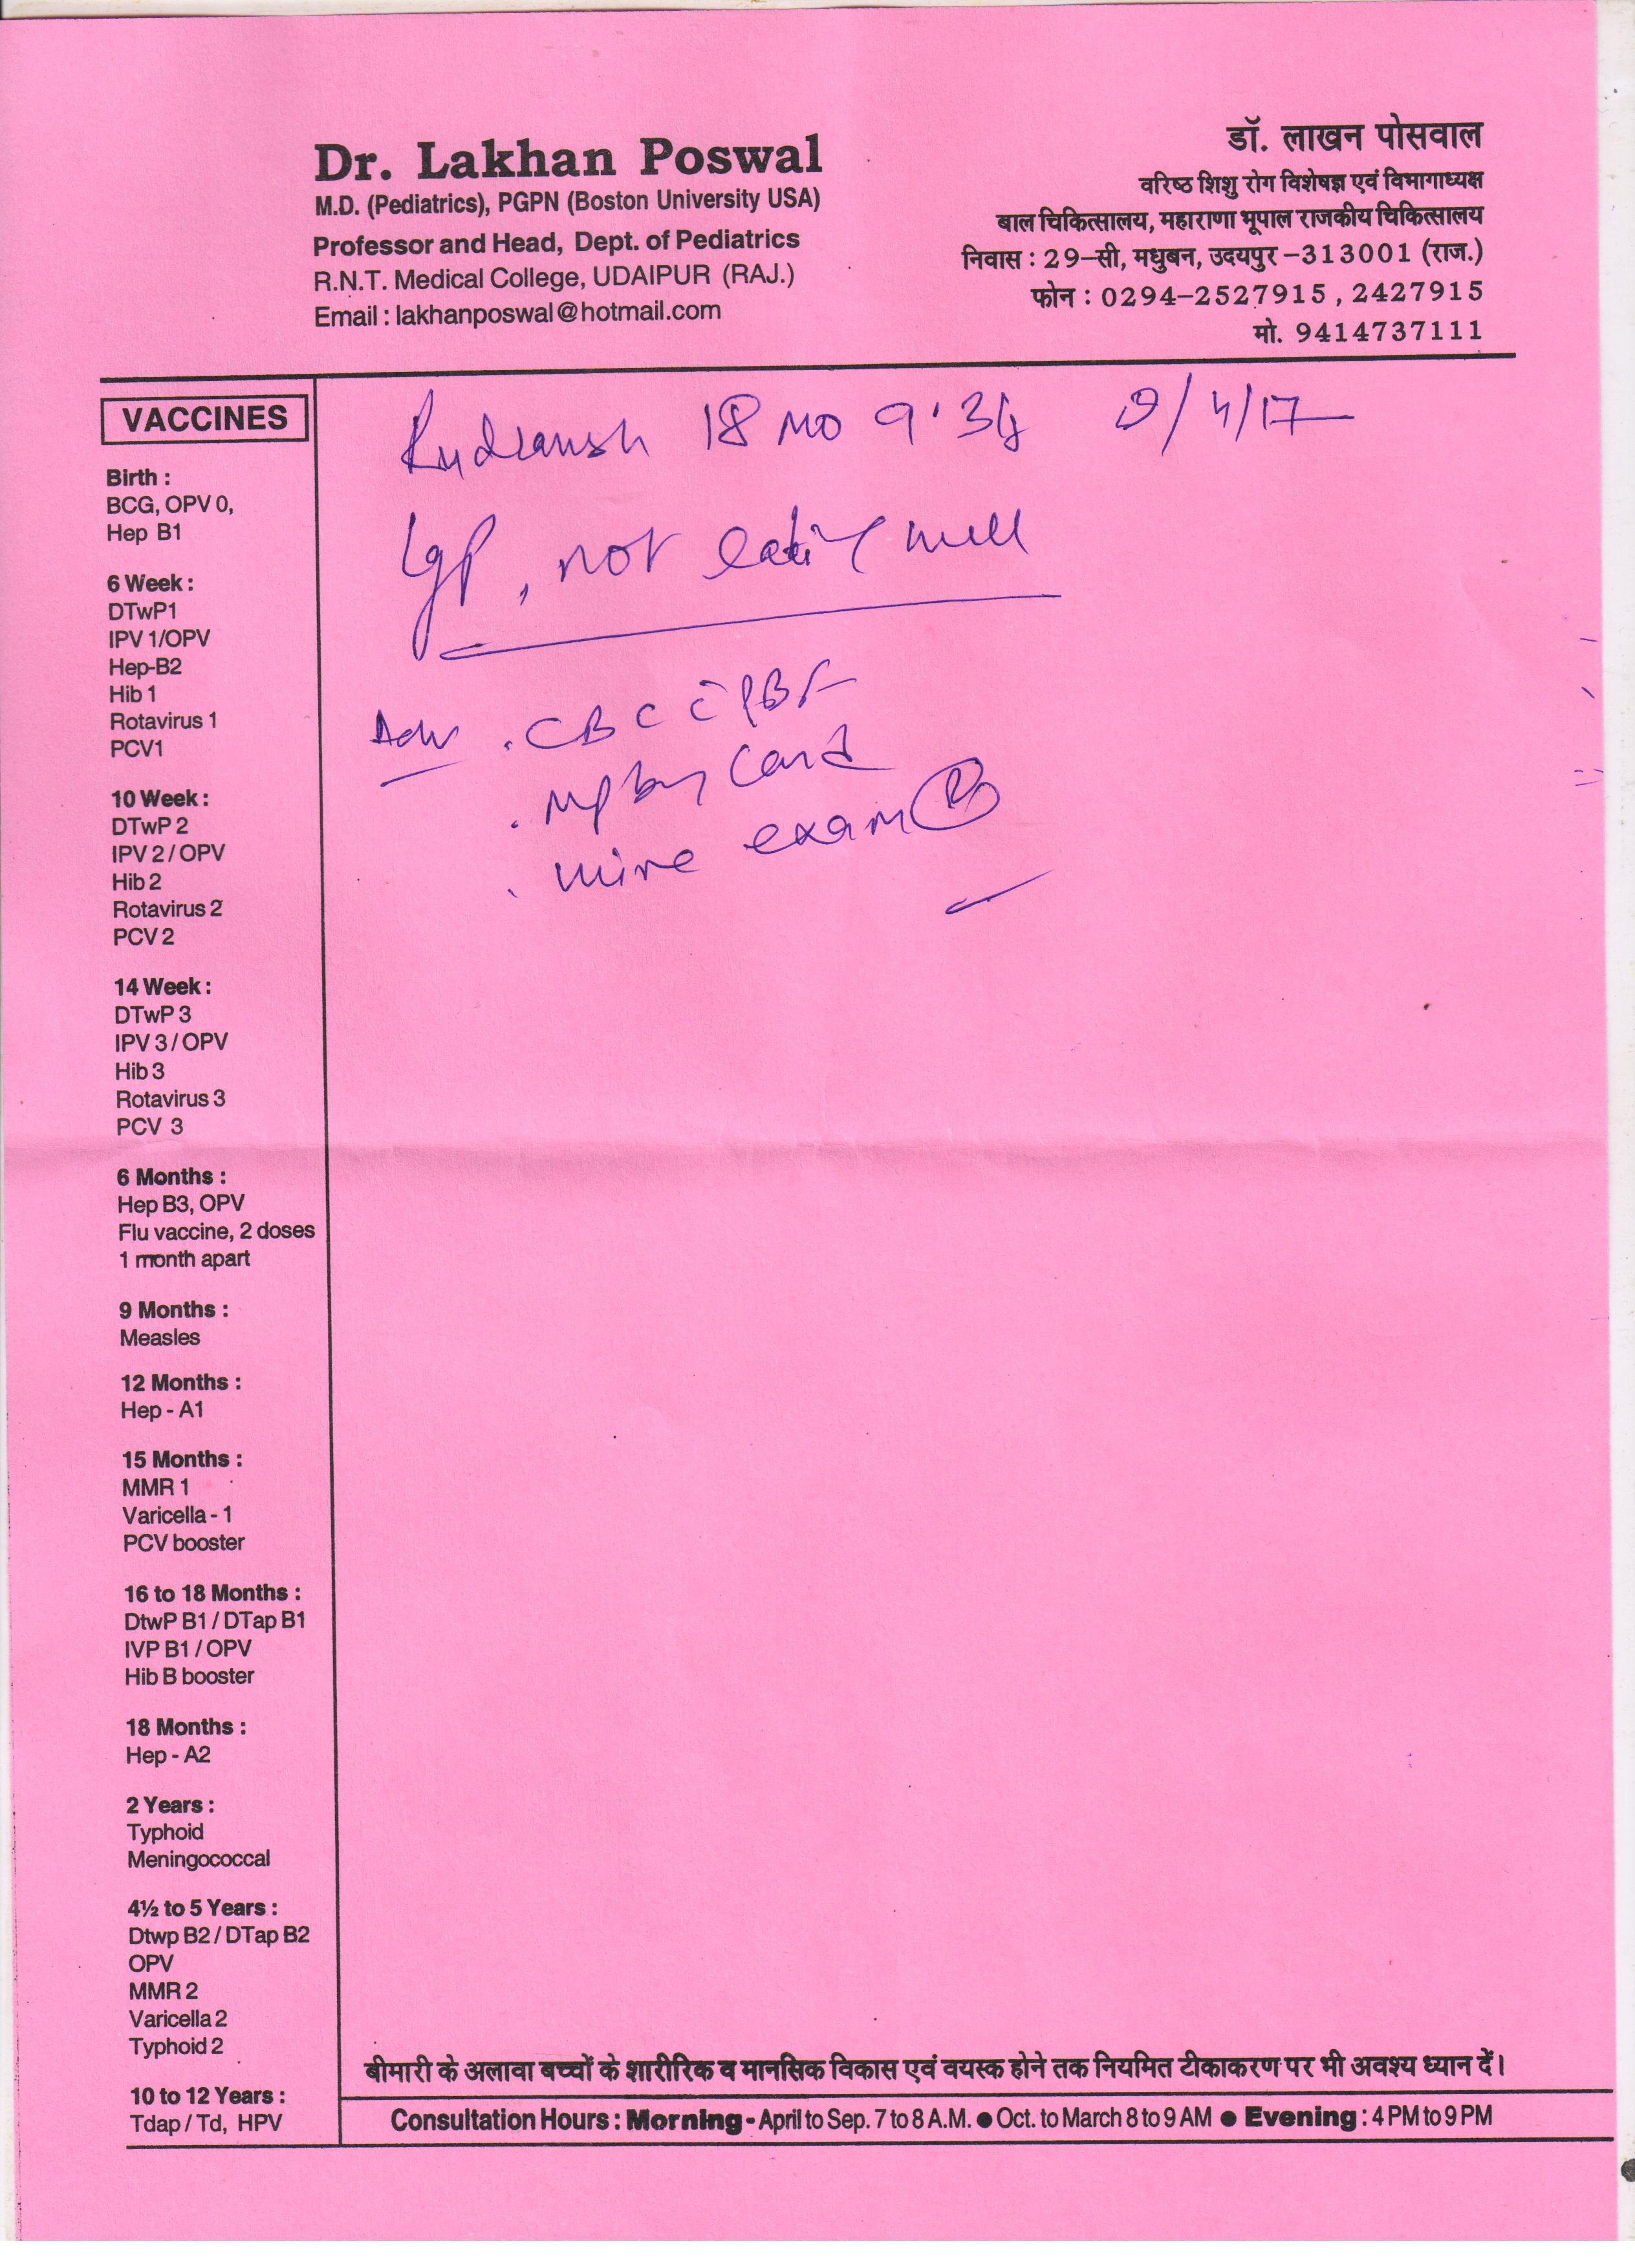 Dr. Lakhan Poswal
M.D. (Pediatrics), PGPN (Boston University USA)
Professor and Head, Dept. of Pediatrics
R.N.T. Medical College, UDAIPUR (RAJ.)
Email : lakhanposwal@hotmail.com
डॉ. लाखन पोसवाल
वरिष्ठ शिशु रोग विशेषज्ञ एवं विभागाध्यक्ष
बाल चिकित्सालय, महाराणा भूपाल राजकीय चिकित्सालय
निवास : 29-सी, मधुबन, उदयपुर -313001 (राज.)
फोन : 0294-2527915 , 2427915
मो. 9414737111
VACCINES
Birth :
BCG, OPV 0,
Hep B1
6 Week :
DTwP1
IPV 1/OPV
Hep-B2
Hib 1
Rotavirus 1
PCV1
10 Week :
DTwP 2
IPV 2 / OPV
Hib 2
Rotavirus 2
PCV 2
14 Week :
DTwP 3
IPV 3 / OPV
Hib 3
Rotavirus 3
PCV 3
6 Months :
Hep B3, OPV
Flu vaccine, 2 doses
1 month apart
9 Months :
Measles
12 Months :
Hep - A1
15 Months :
MMR 1
Varicella - 1
PCV booster
16 to 18 Months :
DtwP B1 / DTap B1
IVP B1 / OPV
Hib B booster
18 Months :
Hep - A2
2 Years :
Typhoid
Meningococcal
4½ to 5 Years :
Dtwp B2 / DTap B2
OPV
MMR 2
Varicella 2
Typhoid 2
10 to 12 Years :
Tdap / Td, HPV
Rudransh 18 mo 9.3kg /4/17
, not eating well
Adv . CBC c̄ PBF
. mp by Card
. urine exam (R)
बीमारी के अलावा बच्चों के शारीरिक व मानसिक विकास एवं वयस्क होने तक नियमित टीकाकरण पर भी अवश्य ध्यान दें।
Consultation Hours : Morning - April to Sep. 7 to 8 A.M. ● Oct. to March 8 to 9 AM ● Evening : 4 PM to 9 PM